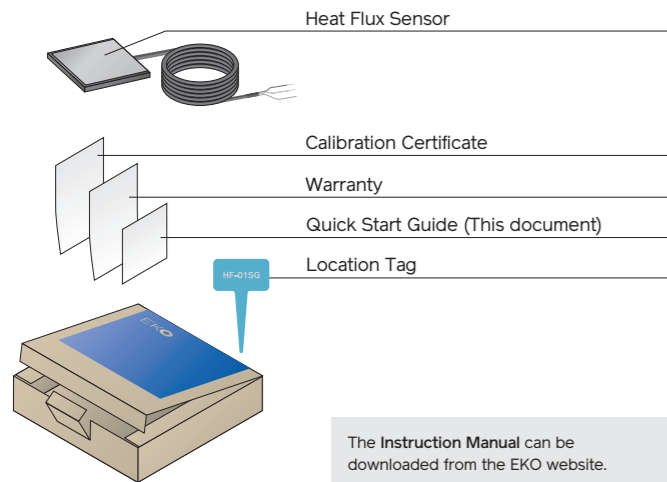 Heat Flux Sensor
Calibration Certificate
Warranty
Quick Start Guide (This document)
Location Tag
HF-01SG
EKO
The Instruction Manual can be
downloaded from the EKO website.